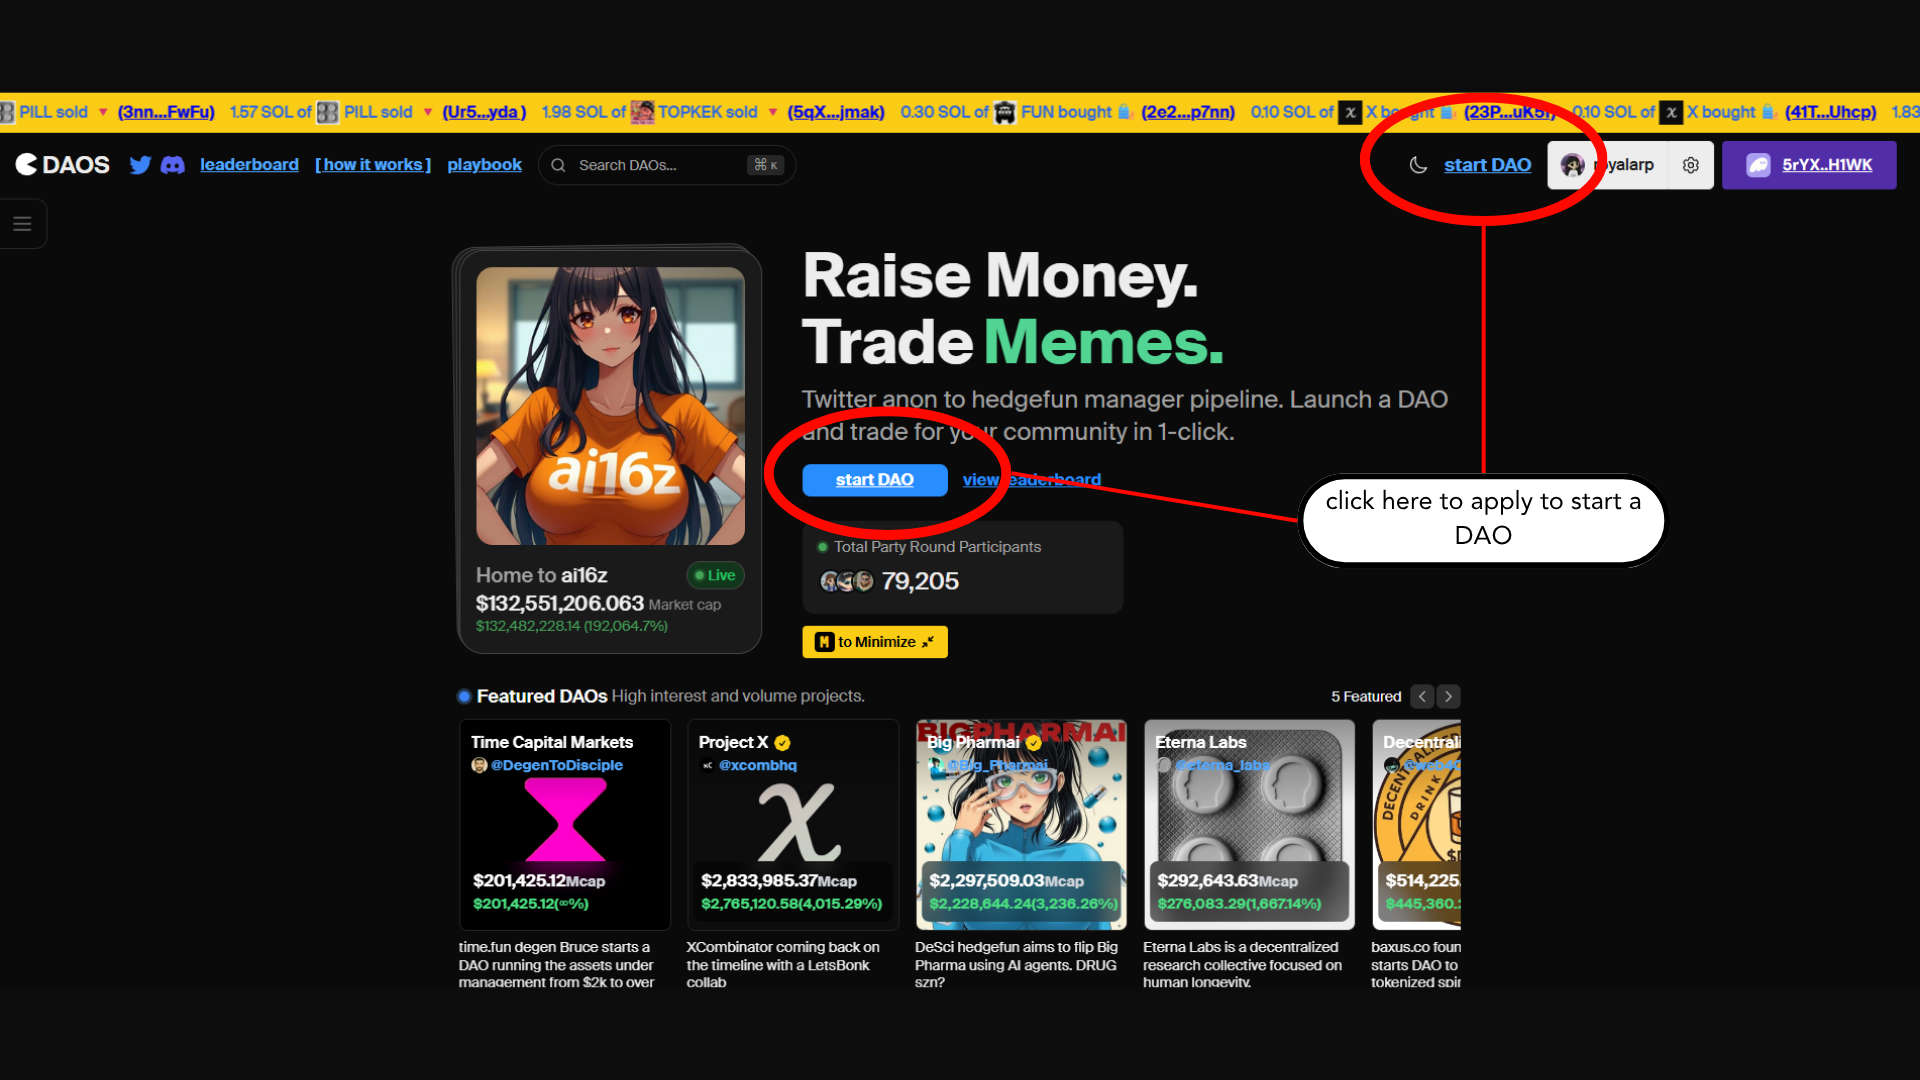 PILL sold (3nn...FwFu) 1.57 SOL of PILL sold (Ur5...yda ) 1.98 SOL of TOPKEK sold (5qX...jmak) 0.30 SOL of FUN bought (2e2...p7nn) 0.10 SOL of X bought (23P...uK5f) 0.10 SOL of X bought (41T...Uhcp) 1.83
DAOS leaderboard [ how it works ] playbook Search DAOs... ⌘ K start DAO royalarp 5rYX..H1WK
Raise Money.
Trade Memes.
Twitter anon to hedgefun manager pipeline. Launch a DAO
and trade for your community in 1-click.
start DAO view leaderboard
click here to apply to start a
DAO
ai16z
Total Party Round Participants
79,205
Home to ai16z Live
$132,551,206.063 Market cap
$132,482,228.14 (192,064.7%)
M to Minimize
Featured DAOs High interest and volume projects. 5 Featured
Time Capital Markets
@DegenToDisciple
$201,425.12Mcap
$201,425.12(∞%)
time.fun degen Bruce starts a
DAO running the assets under
management from $2k to over
Project X
@xcombhq
$2,833,985.37Mcap
$2,765,120.58(4,015.29%)
XCombinator coming back on
the timeline with a LetsBonk
collab
BIGPHARMAI
Big Pharmai
@Big_Pharmai
$2,297,509.03Mcap
$2,228,644.24(3,236.26%)
DeSci hedgefun aims to flip Big
Pharma using AI agents. DRUG
szn?
Eterna Labs
@eterna_labs
$292,643.63Mcap
$276,083.29(1,667.14%)
Eterna Labs is a decentralized
research collective focused on
human longevity.
Decentrali
DRINK
$514,225.
$445,360.
baxus.co foun
starts DAO to
tokenized spir